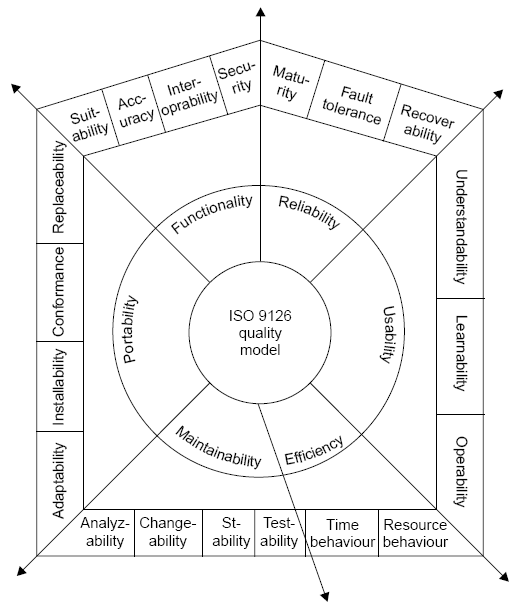 Suit-
ability
Acc-
uracy
Inter-
oprability
Secu-
rity
Matu-
rity
Fault
tolerance
Recover
ability
Replaceability
Conformance
Installability
Adaptability
Functionality
Reliability
Portability
Usability
ISO 9126
quality
model
Maintainability
Efficiency
Understandability
Learnability
Operability
Analyz-
ability
Change-
ability
St-
ability
Test-
ability
Time
behaviour
Resource
behaviour